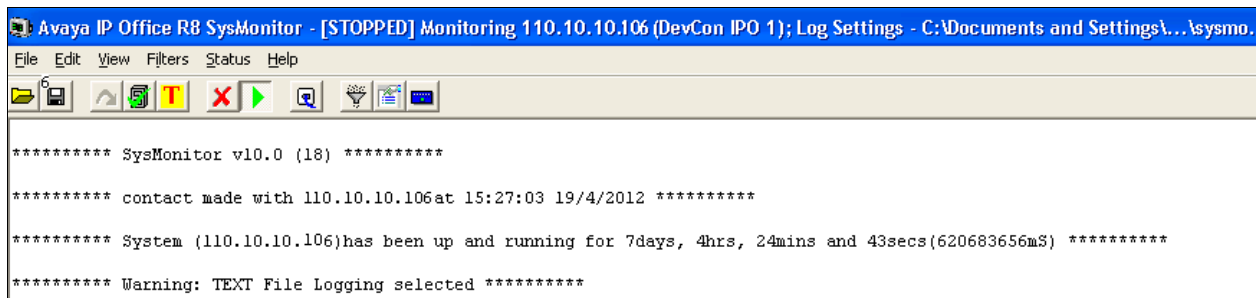 Avaya IP Office R8 SysMonitor - [STOPPED] Monitoring 110.10.10.106 (DevCon IPO 1); Log Settings - C:\Documents and Settings\...\sysmo.
File Edit View Filters Status Help
6
T
********** SysMonitor v10.0 (18) **********
********** contact made with 110.10.10.106at 15:27:03 19/4/2012 **********
********** System (110.10.10.106)has been up and running for 7days, 4hrs, 24mins and 43secs(620683656mS) **********
********** Warning: TEXT File Logging selected **********